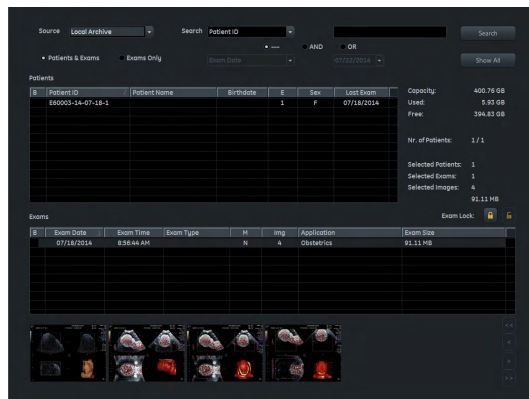 Source Local Archive Search Patient ID Search
---- AND OR
Patients & Exams Exams Only Exam Date 07/22/2014 Show All
Patients
B Patient ID Patient Name Birthdate E Sex Last Exam
E60003-14-07-18-1 1 F 07/18/2014
Capacity: 400.76 GB
Used: 5.93 GB
Free: 394.83 GB
Nr. of Patients: 1/1
Selected Patients: 1
Selected Exams: 1
Selected Images: 4
91.11 MB
Exam Lock:
Exams
B Exam Date Exam Time Exam Type M Img Application Exam Size
07/18/2014 8:56:44 AM N 4 Obstetrics 91.11 MB
<<
<
>
>>